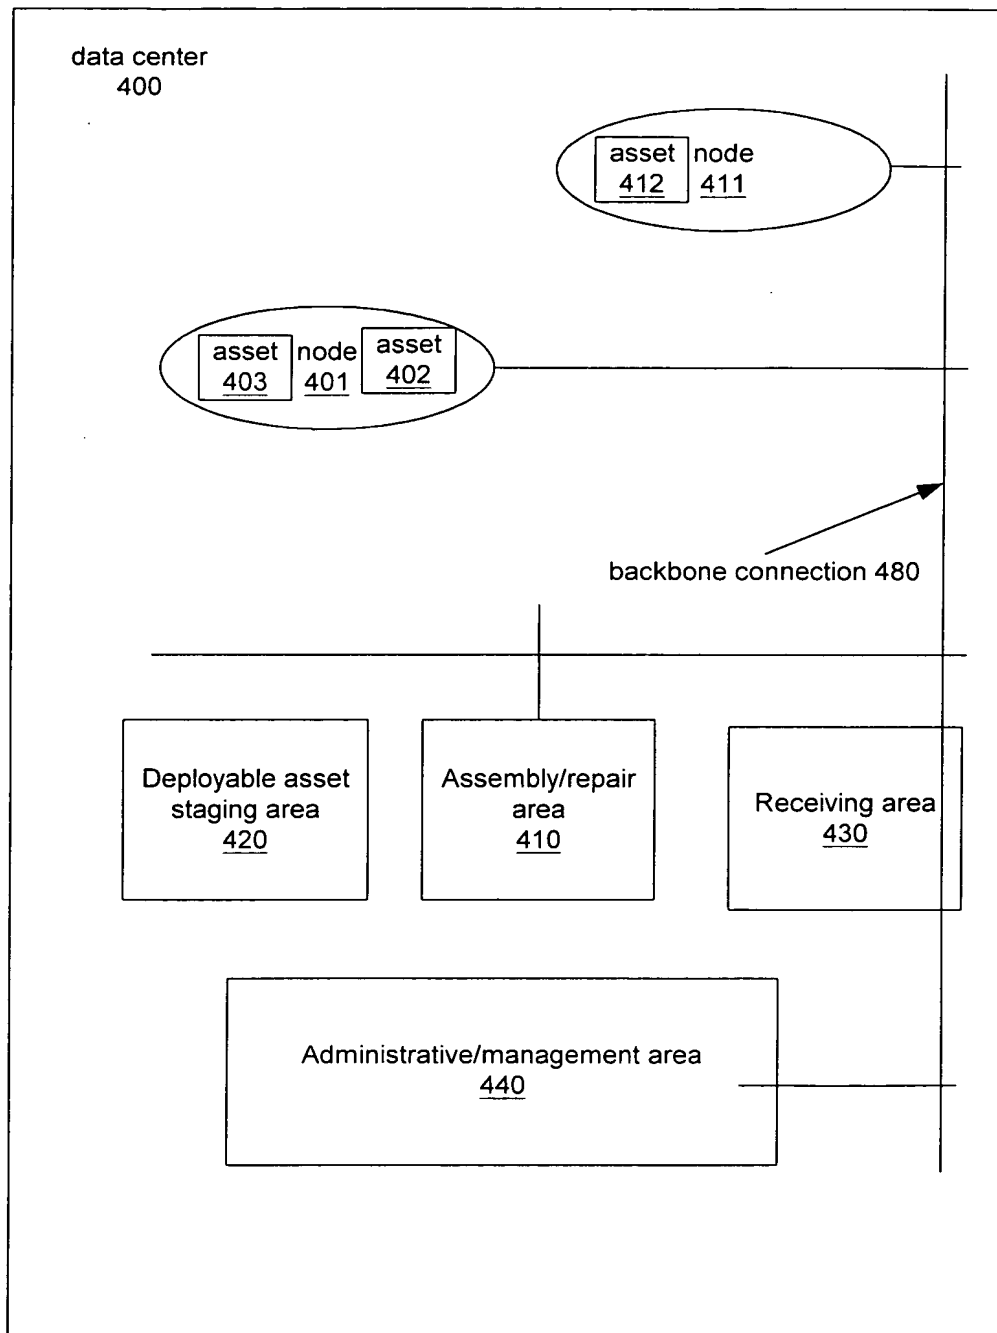 data center
400
asset
412
node
411
asset
403
node
401
asset
402
backbone connection 480
Deployable asset
staging area
420
Assembly/repair
area
410
Receiving area
430
Administrative/management area
440